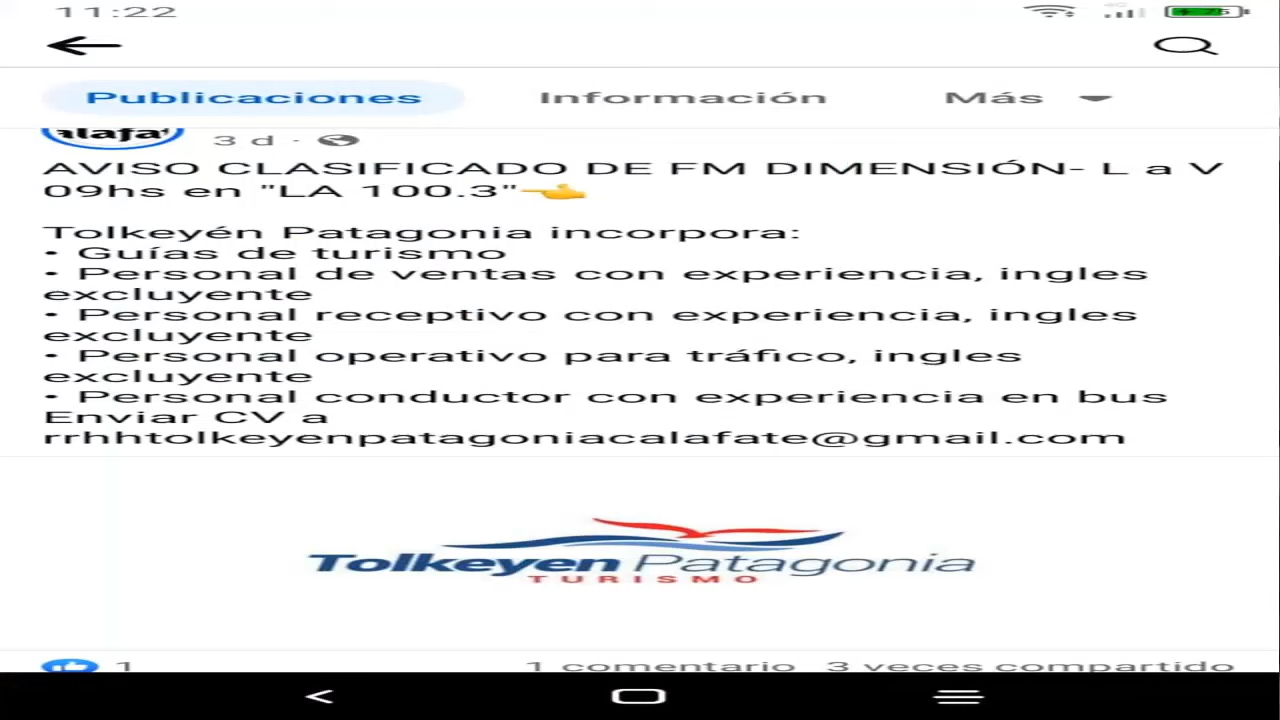 11:22
75
Publicaciones Información Más
alafa
3 d ·
AVISO CLASIFICADO DE FM DIMENSIÓN- L a V
09hs en "LA 100.3"👈
Tolkeyén Patagonia incorpora:
• Guías de turismo
• Personal de ventas con experiencia, ingles
excluyente
• Personal receptivo con experiencia, ingles
excluyente
• Personal operativo para tráfico, ingles
excluyente
• Personal conductor con experiencia en bus
Enviar CV a
rrhhtolkeyenpatagoniacalafate@gmail.com
Tolkeyen Patagonia
TURISMO
1 1 comentario 3 veces compartido